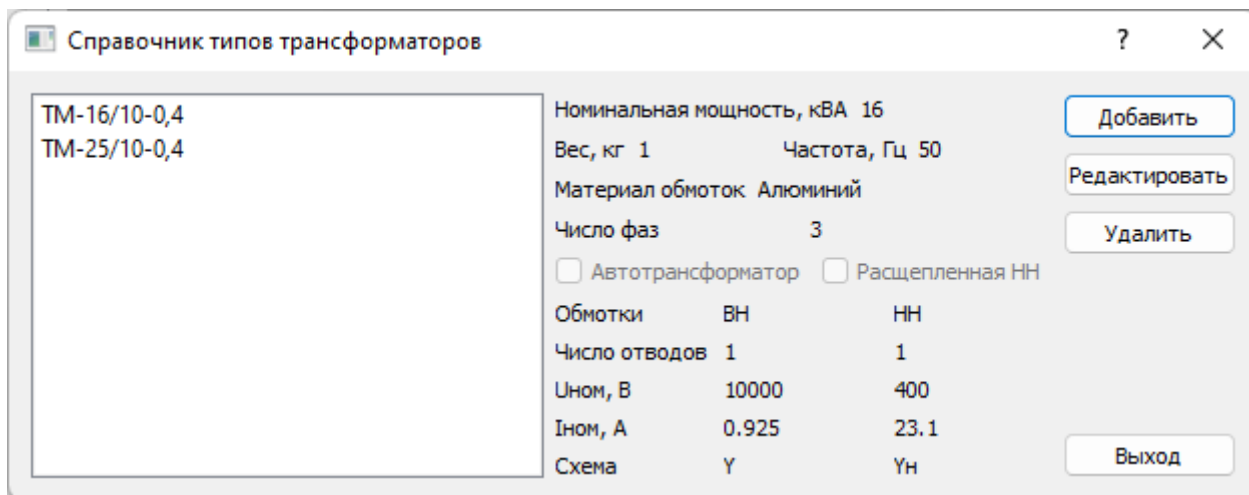 Справочник типов трансформаторов ? ×
ТМ-16/10-0,4
ТМ-25/10-0,4
Номинальная мощность, кВА 16
Вес, кг 1 Частота, Гц 50
Материал обмоток Алюминий
Число фаз 3
Автотрансформатор Расщепленная НН
Обмотки ВН НН
Число отводов 1 1
Uном, В 10000 400
Iном, А 0.925 23.1
Схема Y Yн
Добавить
Редактировать
Удалить
Выход